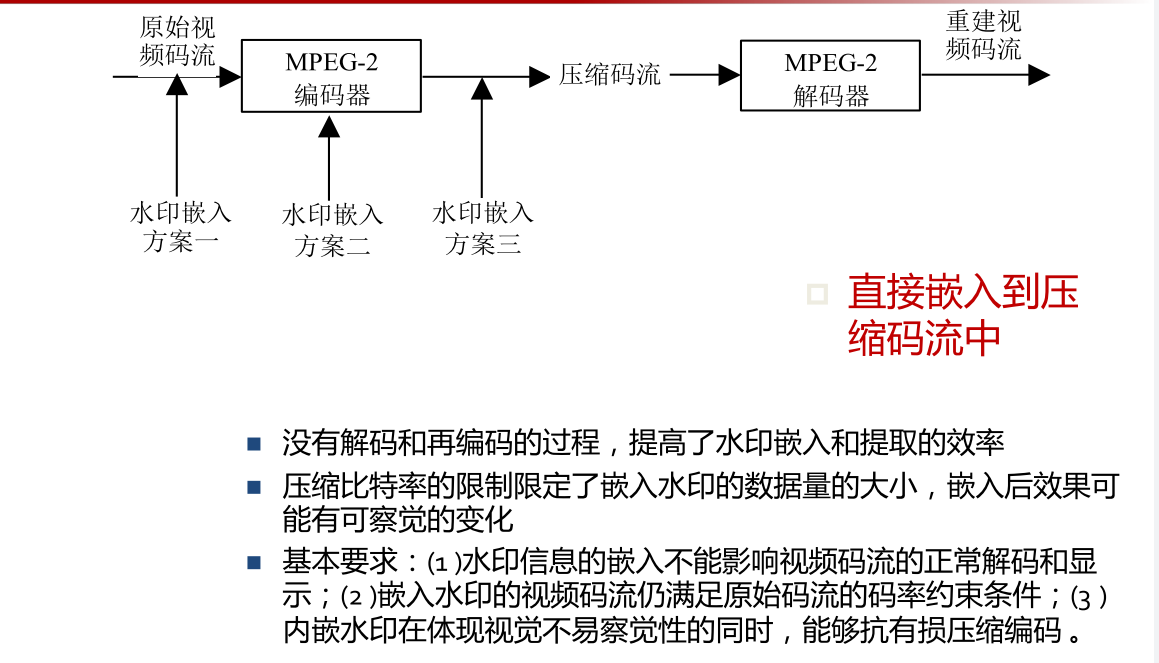 原始视
频码流
MPEG-2
编码器
压缩码流
MPEG-2
解码器
重建视
频码流
水印嵌入
方案一
水印嵌入
方案二
水印嵌入
方案三
直接嵌入到压
缩码流中
没有解码和再编码的过程，提高了水印嵌入和提取的效率
压缩比特率的限制限定了嵌入水印的数据量的大小，嵌入后效果可
能有可察觉的变化
基本要求：(1)水印信息的嵌入不能影响视频码流的正常解码和显
示；(2)嵌入水印的视频码流仍满足原始码流的码率约束条件；(3)
内嵌水印在体现视觉不易察觉性的同时，能够抗有损压缩编码。